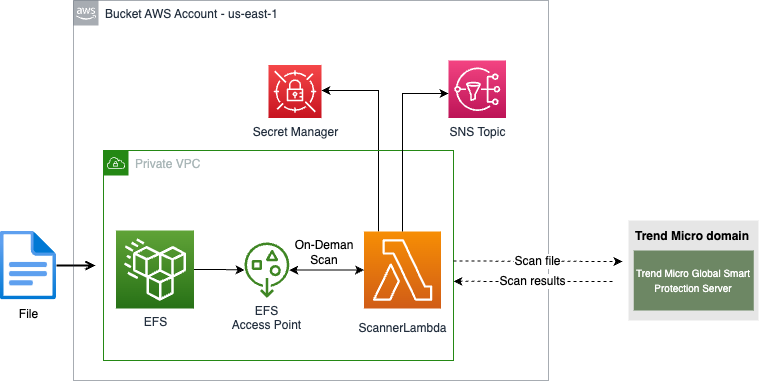 aws
Bucket AWS Account - us-east-1
Secret Manager
SNS Topic
Private VPC
File
EFS
EFS
Access Point
On-Deman
Scan
ScannerLambda
Scan file
Scan results
Trend Micro domain
Trend Micro Global Smart
Protection Server